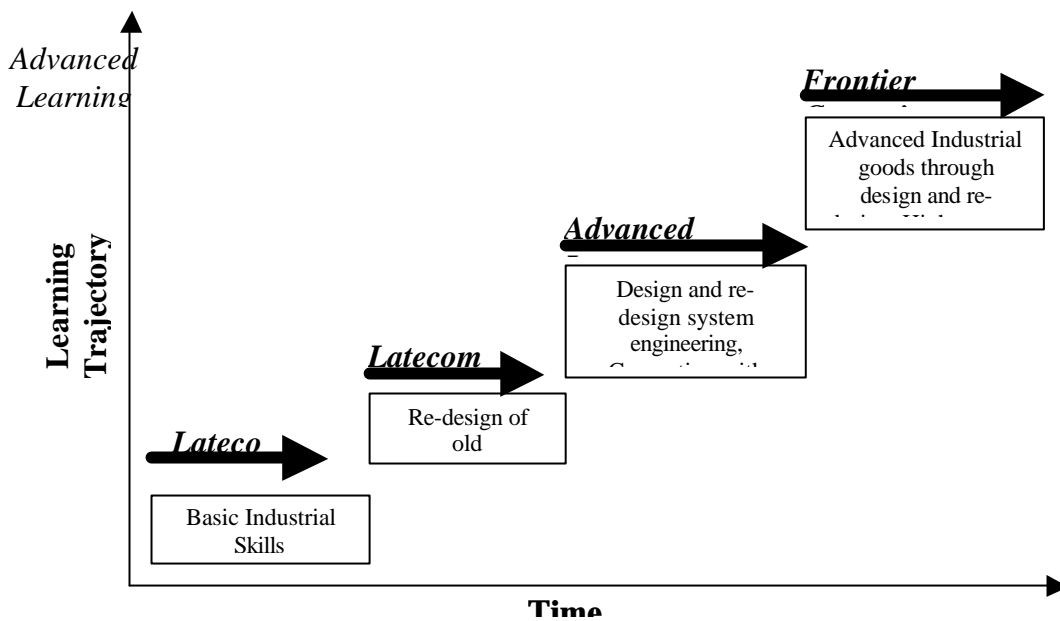 Advanced
Learning
Frontier
Advanced Industrial
goods through
design and re-
Advanced
Design and re-
design system
engineering,
Learning
Trajectory
Latecom
Re-design of
old
Lateco
Basic Industrial
Skills
Time